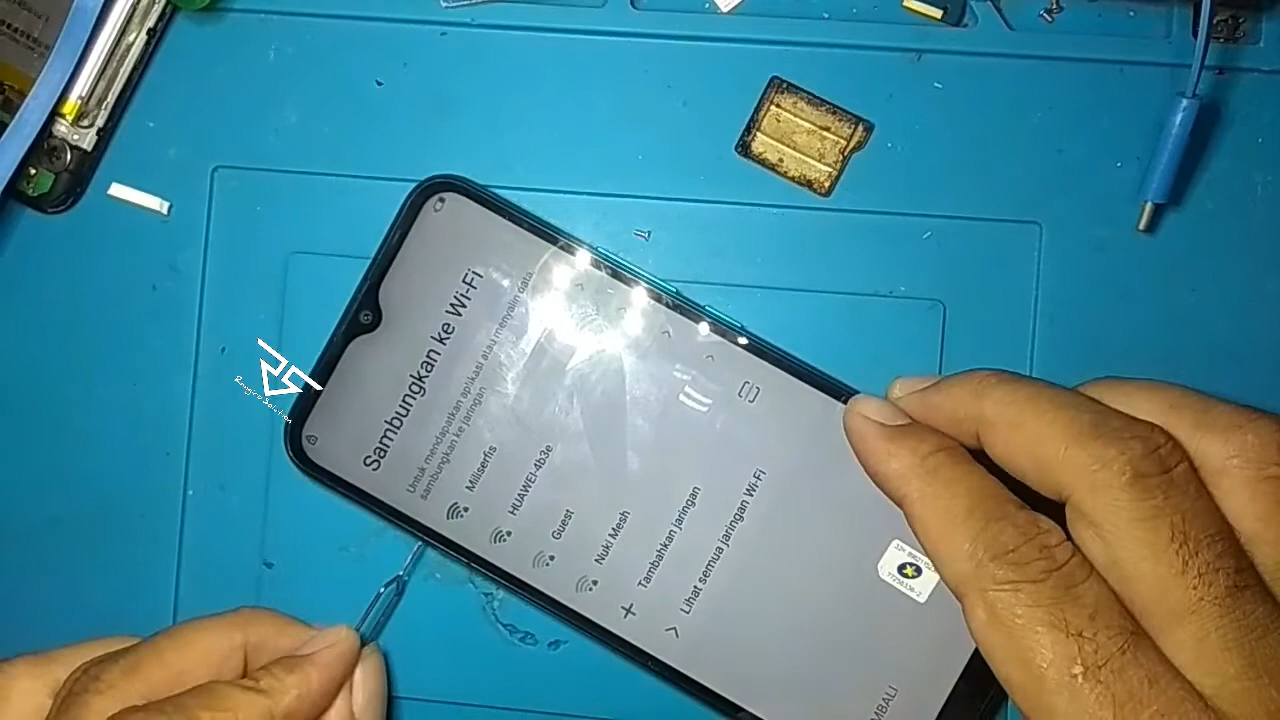 Sambungkan ke Wi-Fi
Untuk mendapatkan aplikasi atau menyalin data,
sambungkan ke jaringan
Miliserfis
HUAWEI-4b3e
Guest
Nuki Mesh
+ Tambahkan jaringan
Lihat semua jaringan Wi-Fi
MBALI